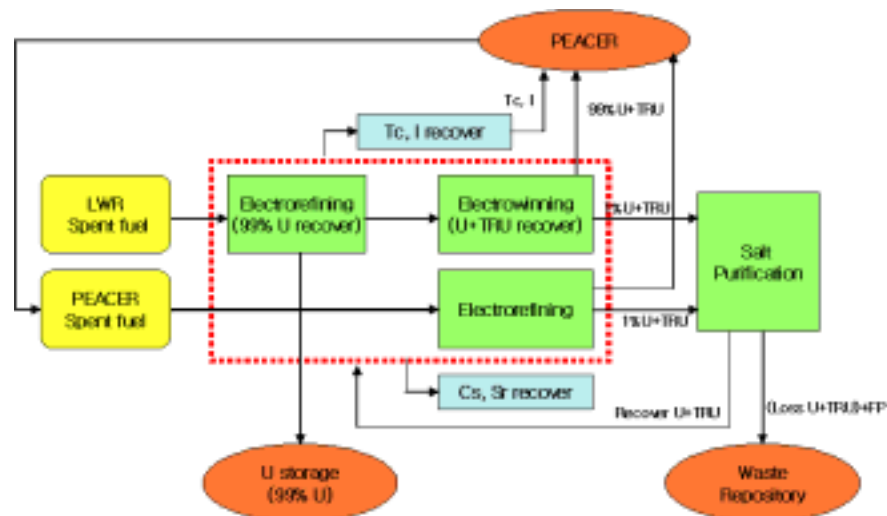 PEACER
Tc, I
99% U+TRU
Tc, I recover
LWR
Spent fuel
Electrorefining
(99% U recover)
Electrowinning
(U+TRU recover)
1% U+TRU
Salt
Purification
PEACER
Spent fuel
Electrorefining
1% U+TRU
Cs, Sr recover
Recover U+TRU
(Loss U+TRU)+FP
U storage
(99% U)
Waste
Repository